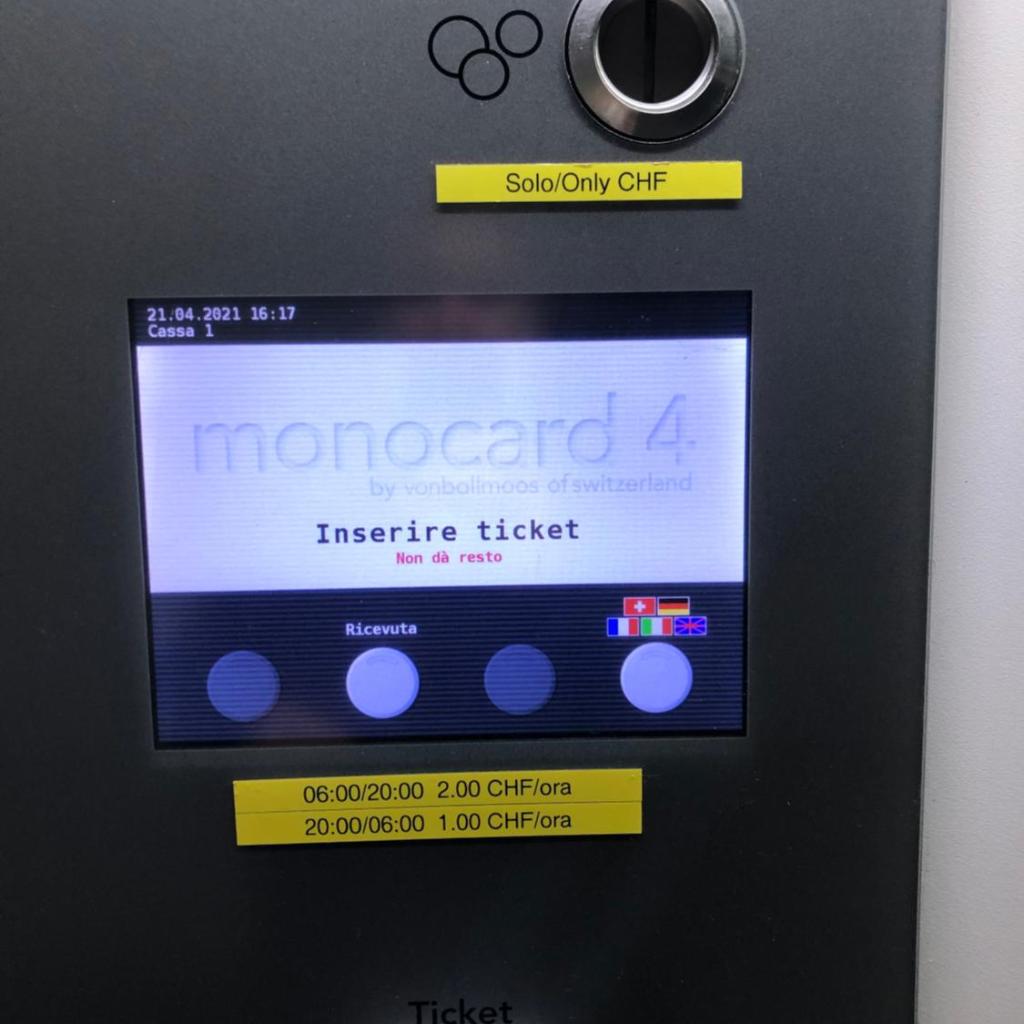 Solo/Only CHF
21.04.2021 16:17
Cassa 1
monocard 4
by vonballmoos of switzerland
Inserire ticket
Non dà resto
Ricevuta
06:00/20:00 2.00 CHF/ora
20:00/06:00 1.00 CHF/ora
Ticket